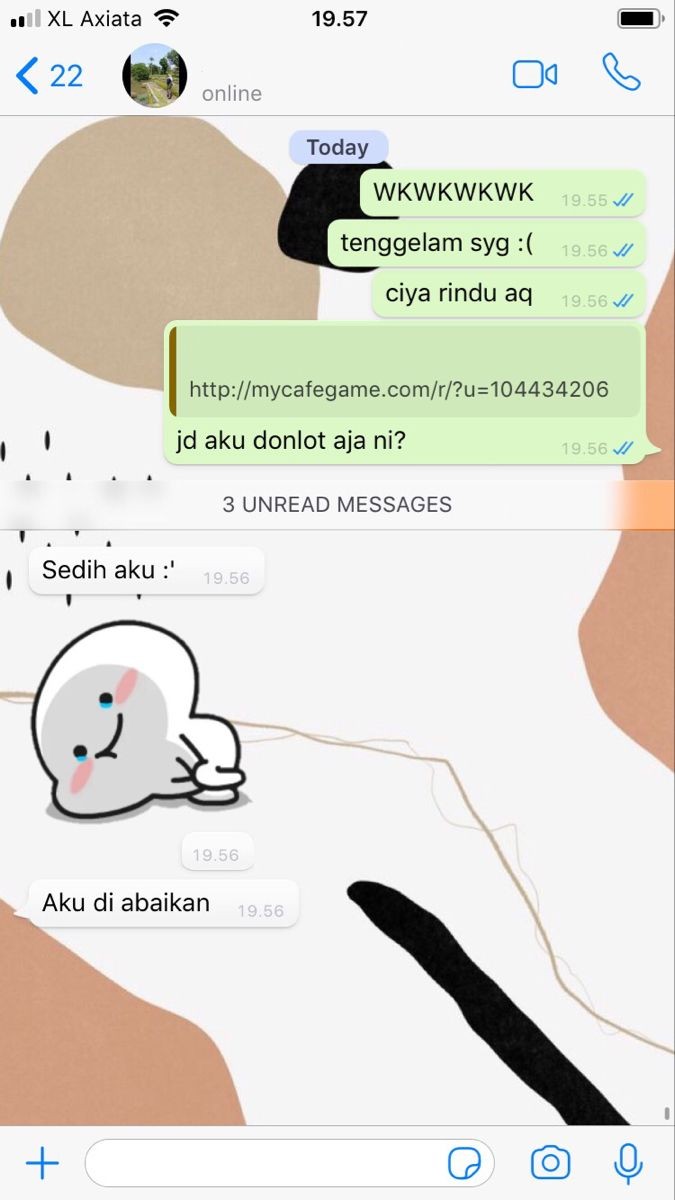 XL Axiata
19.57
22
online
Today
WKWKWKWK 19.55
tenggelam syg :( 19.56
ciya rindu aq 19.56
http://mycafegame.com/r/?u=104434206
jd aku donlot aja ni? 19.56
3 UNREAD MESSAGES
Sedih aku :' 19.56
19.56
Aku di abaikan 19.56